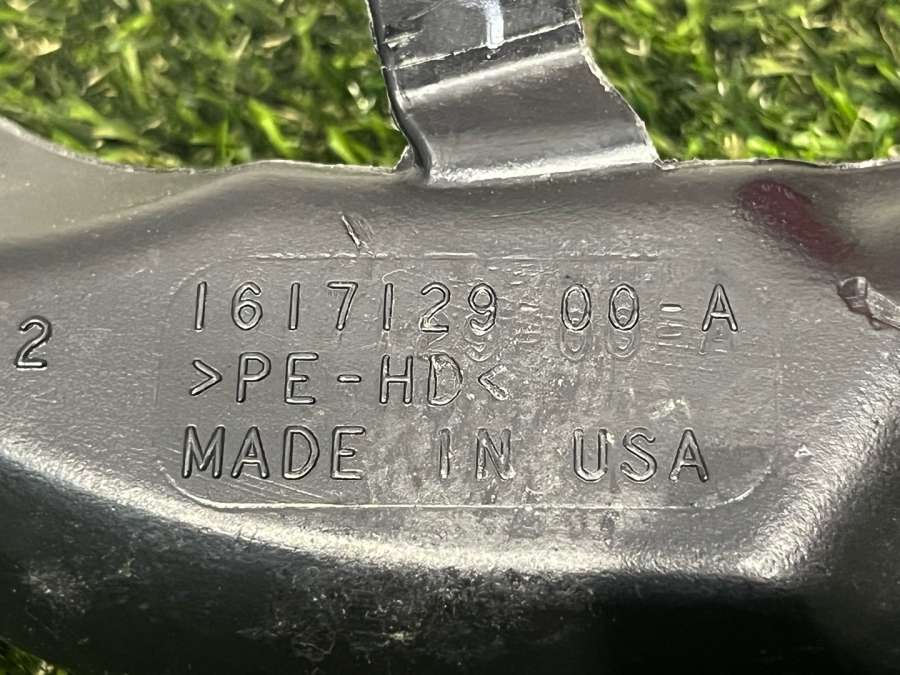 1617129 00-A
2
>PE-HD<
MADE IN USA